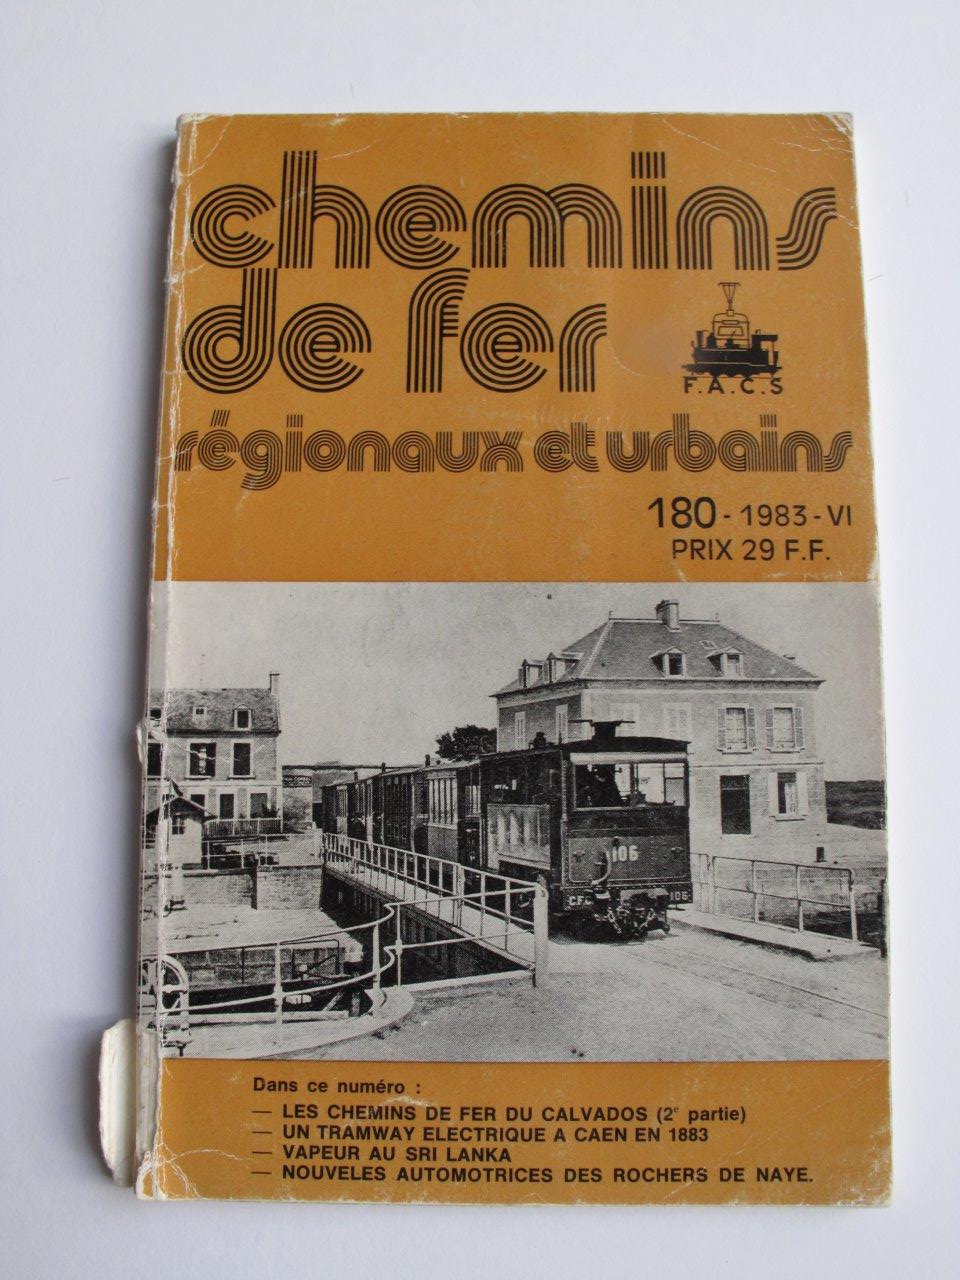 chemins
de fer
F.A.C.S
régionaux et urbains
180 - 1983 - VI
PRIX 29 F.F.
106
C.F.C
106
Dans ce numéro :
— LES CHEMINS DE FER DU CALVADOS (2e partie)
— UN TRAMWAY ELECTRIQUE A CAEN EN 1883
— VAPEUR AU SRI LANKA
— NOUVELES AUTOMOTRICES DES ROCHERS DE NAYE.